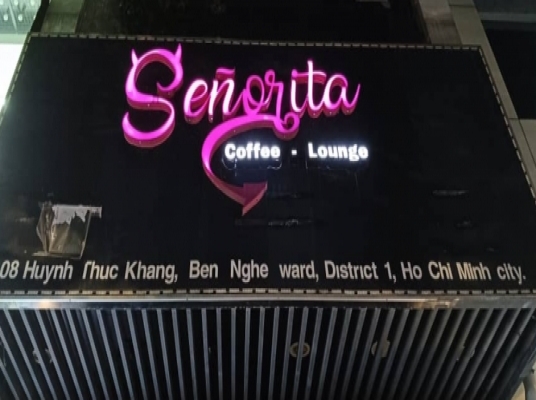 Señorita
Coffee - Lounge
08 Huynh Thuc Khang, Ben Nghe ward, District 1, Ho Chi Minh city.